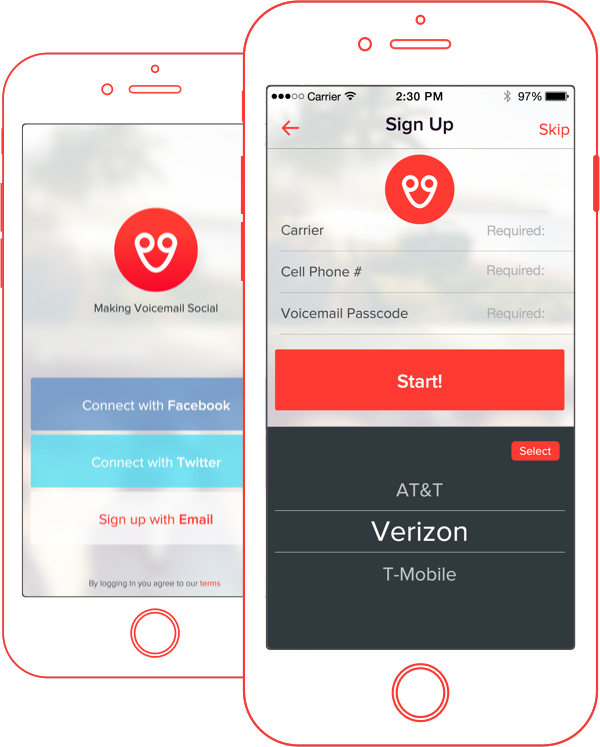 Making Voicemail Social
Connect with Facebook
Connect with Twitter
Sign up with Email
By logging In you agree to our terms
Carrier
2:30 PM
97%
Sign Up
Skip
Carrier
Required:
Cell Phone #
Required:
Voicemail Passcode
Required:
Start!
Select
AT&T
Verizon
T-Mobile